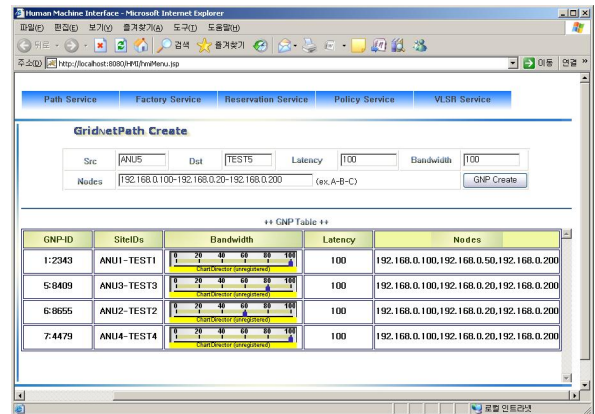 Human Machine Interface - Microsoft Internet Explorer
파일(F) 편집(E) 보기(V) 즐겨찾기(A) 도구(T) 도움말(H)
뒤로 검색 즐겨찾기
주소(D) http://localhost:8080/HMI/hmiMenu.jsp 이동 연결 »
Path Service Factory Service Reservation Service Policy Service VLSR Service
GridnetPath Create
Src ANU5 Dst TEST5 Latency 100 Bandwidth 100
Nodes 192.168.0.100-192.168.0.20-192.168.0.200 (ex.A-B-C) GNP Create
++ GNP Table ++
GNP-ID SiteIDs Bandwidth Latency Nodes
0 20 40 60 80 100
1:2343 ANU1-TEST1 100 192.168.0.100,192.168.0.50,192.168.0.200
ChartDirector (unregistered)
0 20 40 60 80 100
5:8409 ANU3-TEST3 100 192.168.0.100,192.168.0.20,192.168.0.200
ChartDirector (unregistered)
0 20 40 60 80 100
6:8655 ANU2-TEST2 100 192.168.0.100,192.168.0.20,192.168.0.200
ChartDirector (unregistered)
0 20 40 60 80 100
7:4479 ANU4-TEST4 100 192.168.0.100,192.168.0.20,192.168.0.200
ChartDirector (unregistered)
로컬 인트라넷